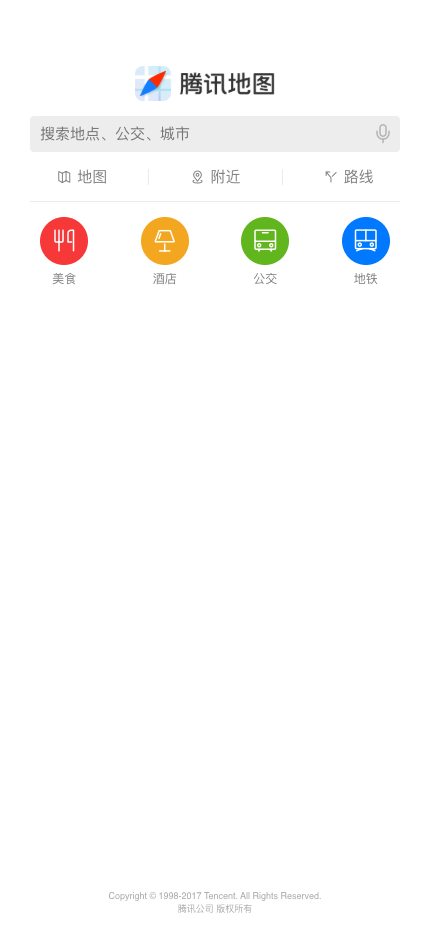 腾讯地图
搜索地点、公交、城市
地图 附近 路线
美食 酒店 公交 地铁
Copyright © 1998-2017 Tencent. All Rights Reserved.
腾讯公司 版权所有